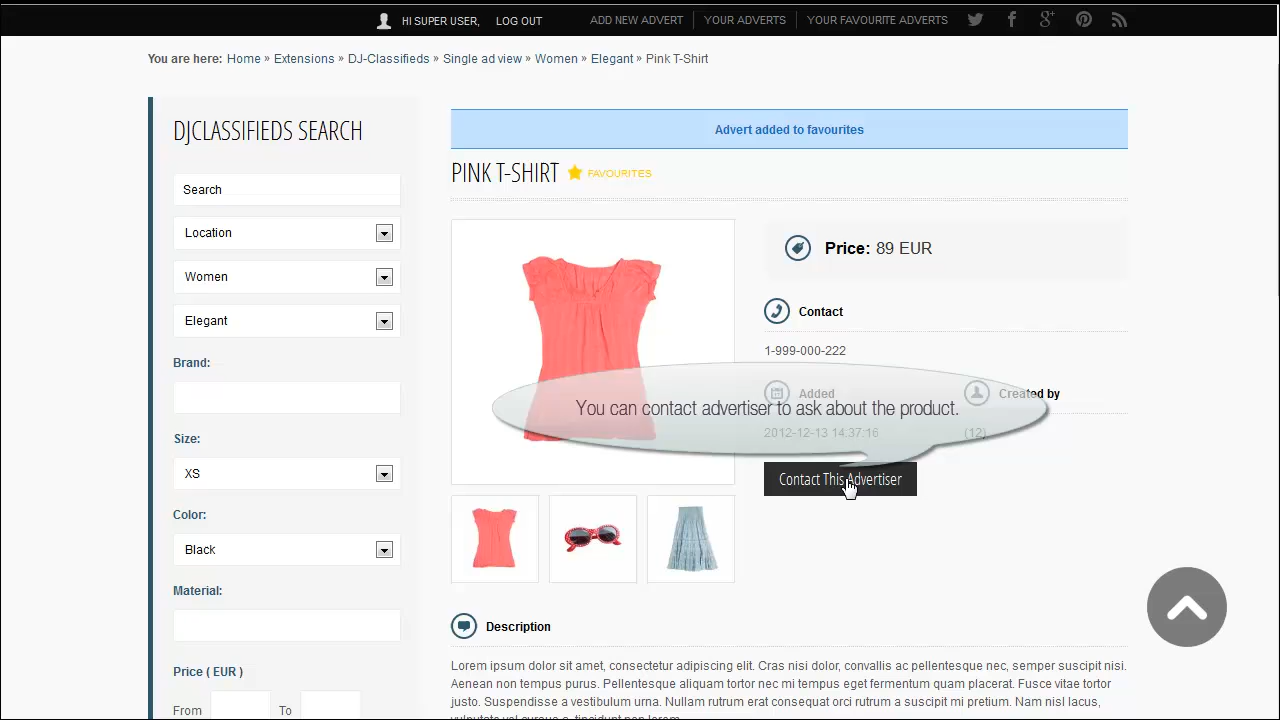 HI SUPER USER, LOG OUT ADD NEW ADVERT YOUR ADVERTS YOUR FAVOURITE ADVERTS
You are here: Home » Extensions » DJ-Classifieds » Single ad view » Women » Elegant » Pink T-Shirt
DJCLASSIFIEDS SEARCH
Search
Location
Women
Elegant
Brand:
Size:
XS
Color:
Black
Material:
Price ( EUR )
From To
Advert added to favourites
PINK T-SHIRT FAVOURITES
Price: 89 EUR
Contact
1-999-000-222
Added Created by
You can contact advertiser to ask about the product.
2012-12-13 14:37:16 (12)
Contact This Advertiser
Description
Lorem ipsum dolor sit amet, consectetur adipiscing elit. Cras nisi dolor, convallis ac pellentesque nec, semper suscipit nisi.
Aenean non tempus purus. Pellentesque aliquam tortor nec mi tempus eget fermentum quam placerat. Fusce vitae tortor
justo. Suspendisse a vestibulum urna. Nullam rutrum erat consequat orci rutrum a suscipit mi pretium. Nam nisl lacus,